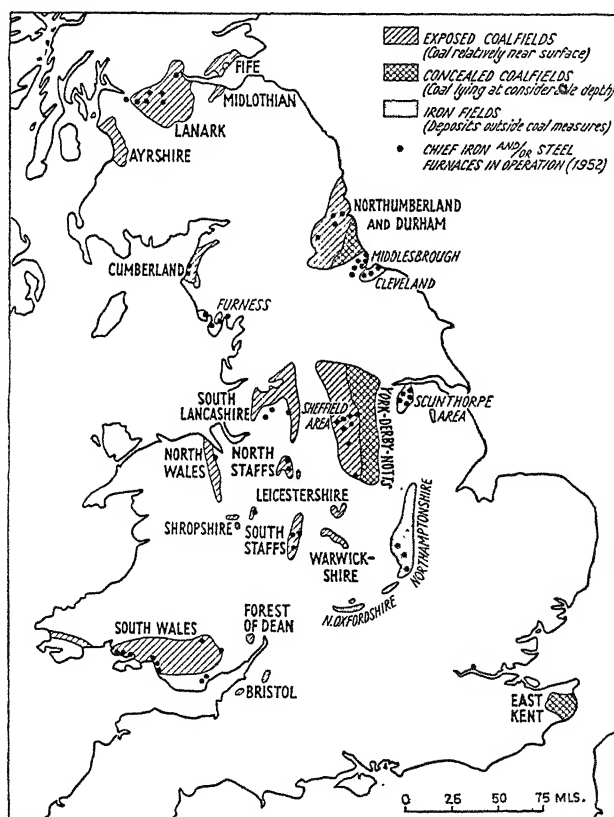 EXPOSED COALFIELDS
(Coal relatively near surface)
CONCEALED COALFIELDS
(Coal lying at considerable depth)
IRON FIELDS
(Deposits outside coal measures)
CHIEF IRON AND/OR STEEL
FURNACES IN OPERATION (1952)
FIFE
MIDLOTHIAN
LANARK
AYRSHIRE
NORTHUMBERLAND
AND DURHAM
MIDDLESBROUGH
CLEVELAND
CUMBERLAND
FURNESS
SOUTH
LANCASHIRE
SHEFFIELD
AREA
YORK-DERBY-NOTTS
SCUNTHORPE
AREA
NORTH
WALES
NORTH
STAFFS
LEICESTERSHIRE
SHROPSHIRE
SOUTH
STAFFS
WARWICK-
SHIRE
NORTHAMPTONSHIRE
N.OXFORDSHIRE
FOREST
OF DEAN
SOUTH WALES
BRISTOL
EAST
KENT
0 25 50 75 MLS.